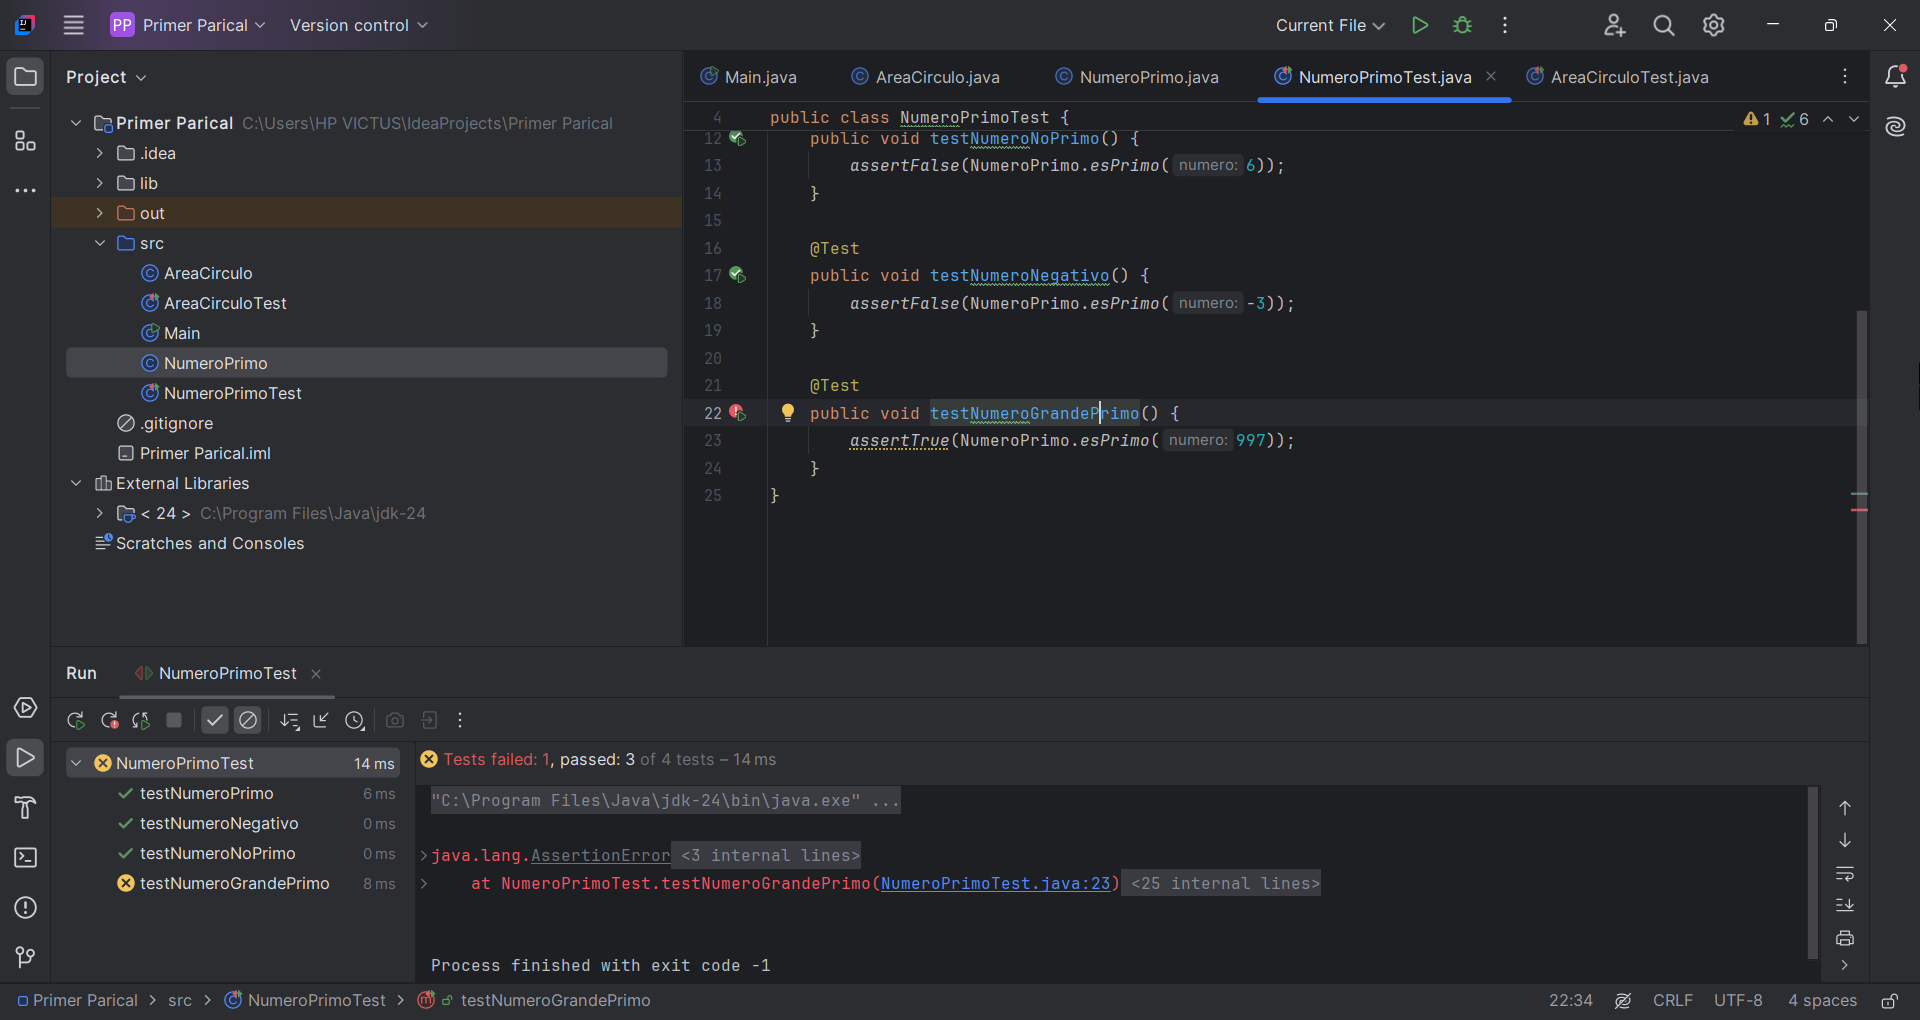 PP Primer Parical Version control Current File
Project
Primer Parical C:\Users\HP VICTUS\IdeaProjects\Primer Parical
.idea
lib
out
src
AreaCirculo
AreaCirculoTest
Main
NumeroPrimo
NumeroPrimoTest
.gitignore
Primer Parical.iml
External Libraries
< 24 > C:\Program Files\Java\jdk-24
Scratches and Consoles
Main.java AreaCirculo.java NumeroPrimo.java NumeroPrimoTest.java AreaCirculoTest.java
4 public class NumeroPrimoTest { 1 6
12 public void testNumeroNoPrimo() {
13 assertFalse(NumeroPrimo.esPrimo( numero: 6));
14 }
15
16 @Test
17 public void testNumeroNegativo() {
18 assertFalse(NumeroPrimo.esPrimo( numero: -3));
19 }
20
21 @Test
22 public void testNumeroGrandePrimo() {
23 assertTrue(NumeroPrimo.esPrimo( numero: 997));
24 }
25 }
Run NumeroPrimoTest
NumeroPrimoTest 14 ms
testNumeroPrimo 6 ms
testNumeroNegativo 0 ms
testNumeroNoPrimo 0 ms
testNumeroGrandePrimo 8 ms
Tests failed: 1, passed: 3 of 4 tests – 14 ms
"C:\Program Files\Java\jdk-24\bin\java.exe" ...
java.lang.AssertionError <3 internal lines>
at NumeroPrimoTest.testNumeroGrandePrimo(NumeroPrimoTest.java:23) <25 internal lines>
Process finished with exit code -1
Primer Parical > src > NumeroPrimoTest > testNumeroGrandePrimo 22:34 CRLF UTF-8 4 spaces